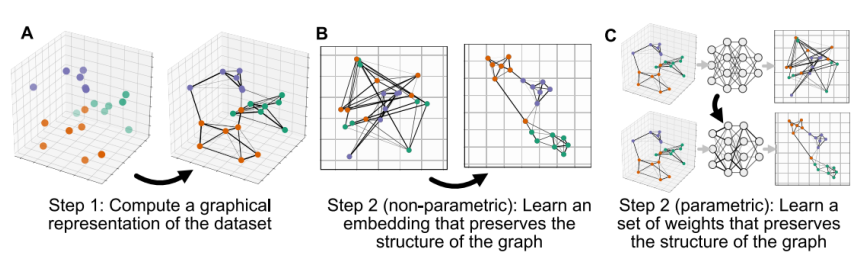 A
B
C
Step 1: Compute a graphical
representation of the dataset
Step 2 (non-parametric): Learn an
embedding that preserves the
structure of the graph
Step 2 (parametric): Learn a
set of weights that preserves
the structure of the graph